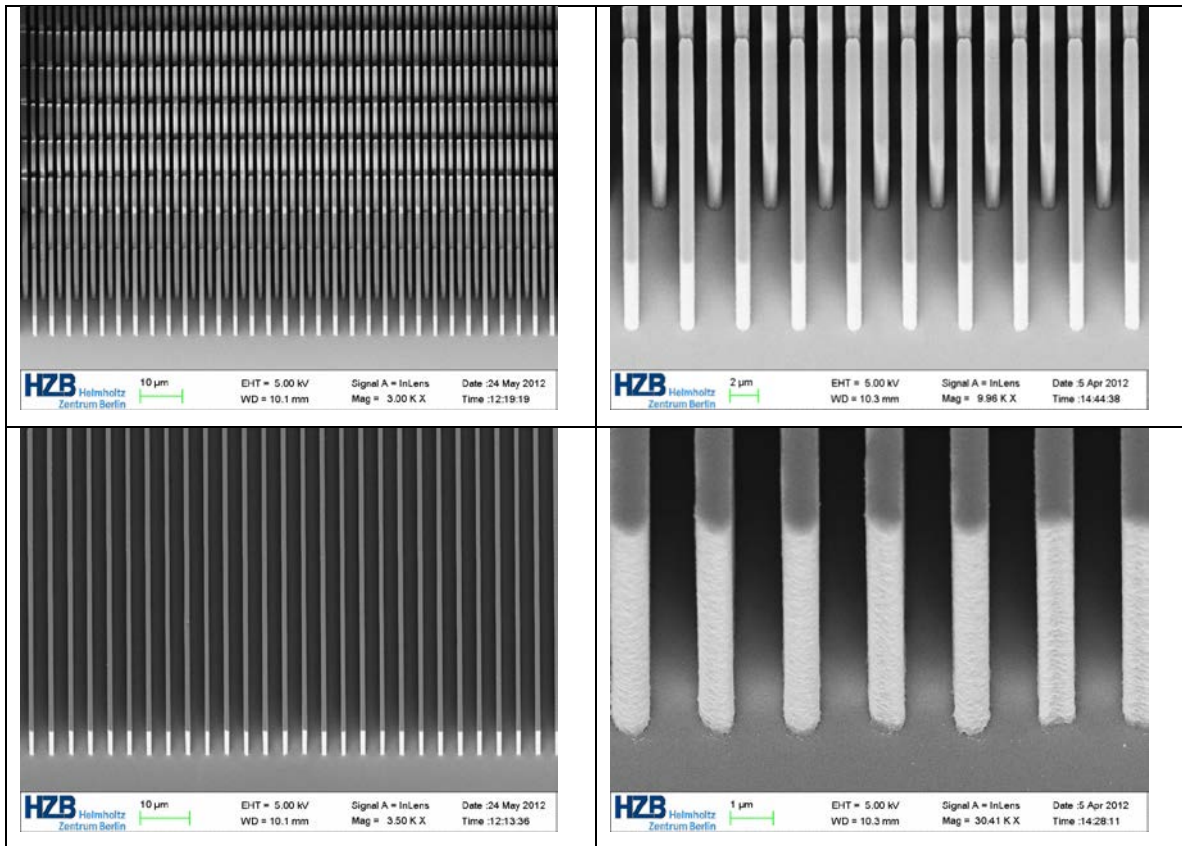 HZB Helmholtz Zentrum Berlin
10 µm
EHT = 5.00 kV
WD = 10.1 mm
Signal A = InLens
Mag = 3.00 K X
Date :24 May 2012
Time :12:19:19
HZB Helmholtz Zentrum Berlin
2 µm
EHT = 5.00 kV
WD = 10.3 mm
Signal A = InLens
Mag = 9.96 K X
Date :5 Apr 2012
Time :14:44:38
HZB Helmholtz Zentrum Berlin
10 µm
EHT = 5.00 kV
WD = 10.1 mm
Signal A = InLens
Mag = 3.50 K X
Date :24 May 2012
Time :12:13:36
HZB Helmholtz Zentrum Berlin
1 µm
EHT = 5.00 kV
WD = 10.3 mm
Signal A = InLens
Mag = 30.41 K X
Date :5 Apr 2012
Time :14:28:11